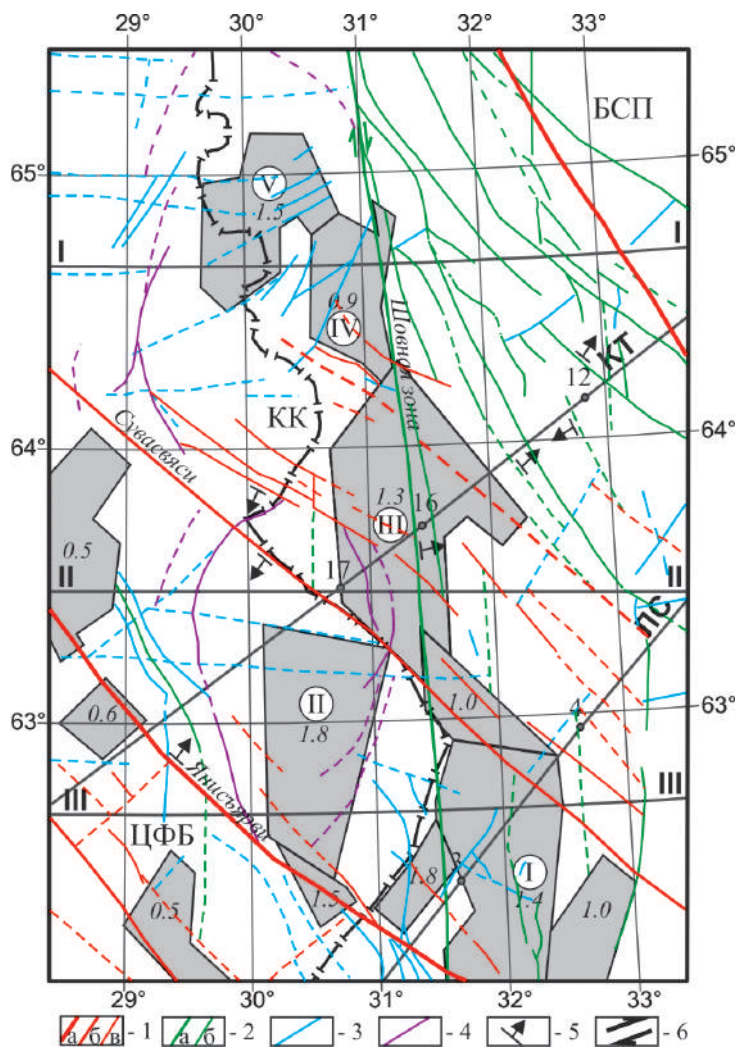 29° 30° 31° 32° 33°
БСП
65° 65°
V
1.5
I I
0.9
IV
Шовная зона
КТ
12
КК
Суваевяси
64° 64°
1.3
16
III
0.5
II II
17
ЛС
II
1.8
1.0
4
63° 63°
0.6
III III
Янисъярви
ЦФБ
3
I
1.8
1.4
0.5
1.5
1.0
29° 30° 31° 32° 33°
а б в - 1 а б - 2 - 3 - 4 - 5 - 6